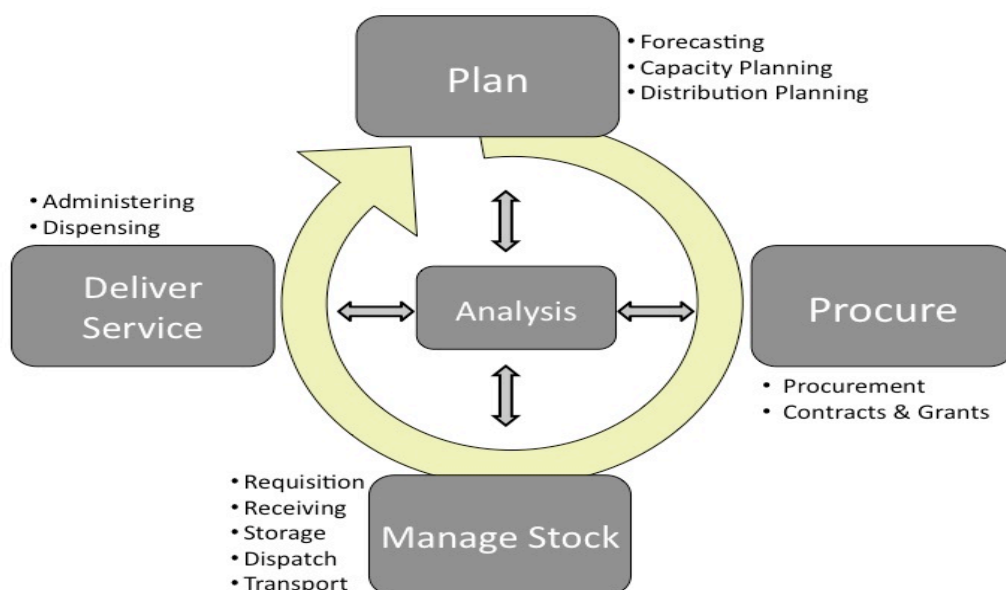 Plan
• Forecasting
• Capacity Planning
• Distribution Planning
• Administering
• Dispensing
Deliver
Service
Analysis
Procure
• Procurement
• Contracts & Grants
• Requisition
• Receiving
• Storage
• Dispatch
• Transport
Manage Stock